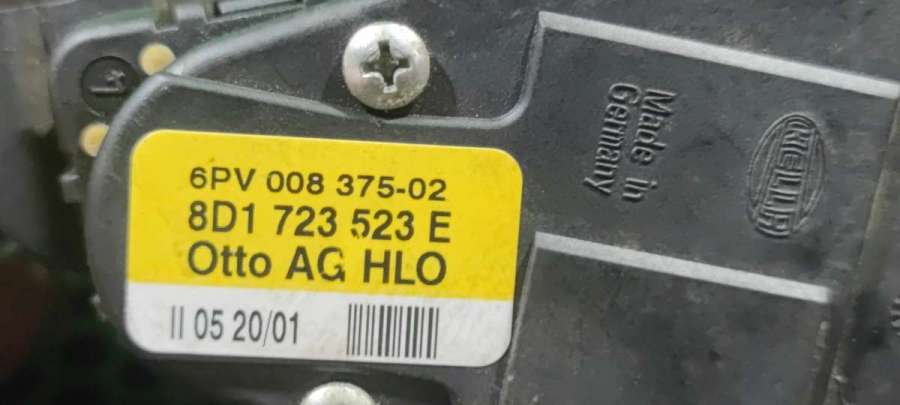 6PV 008 375-02
8D1 723 523 E
Otto AG HLO
II 05 20/01
Made in
Germany
HELLA